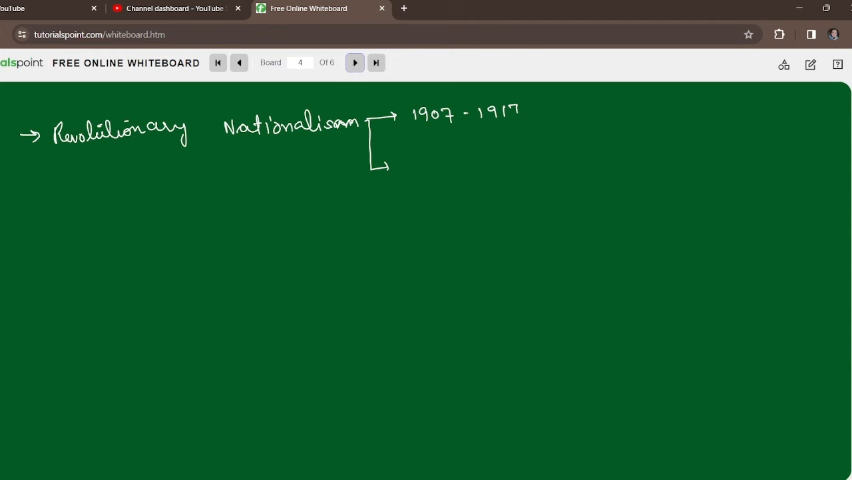 YouTube
Channel dashboard - YouTube
Free Online Whiteboard
tutorialspoint.com/whiteboard.htm
alspoint FREE ONLINE WHITEBOARD Board 4 Of 6
→ Revolutionary Nationalism → 1907 - 1917